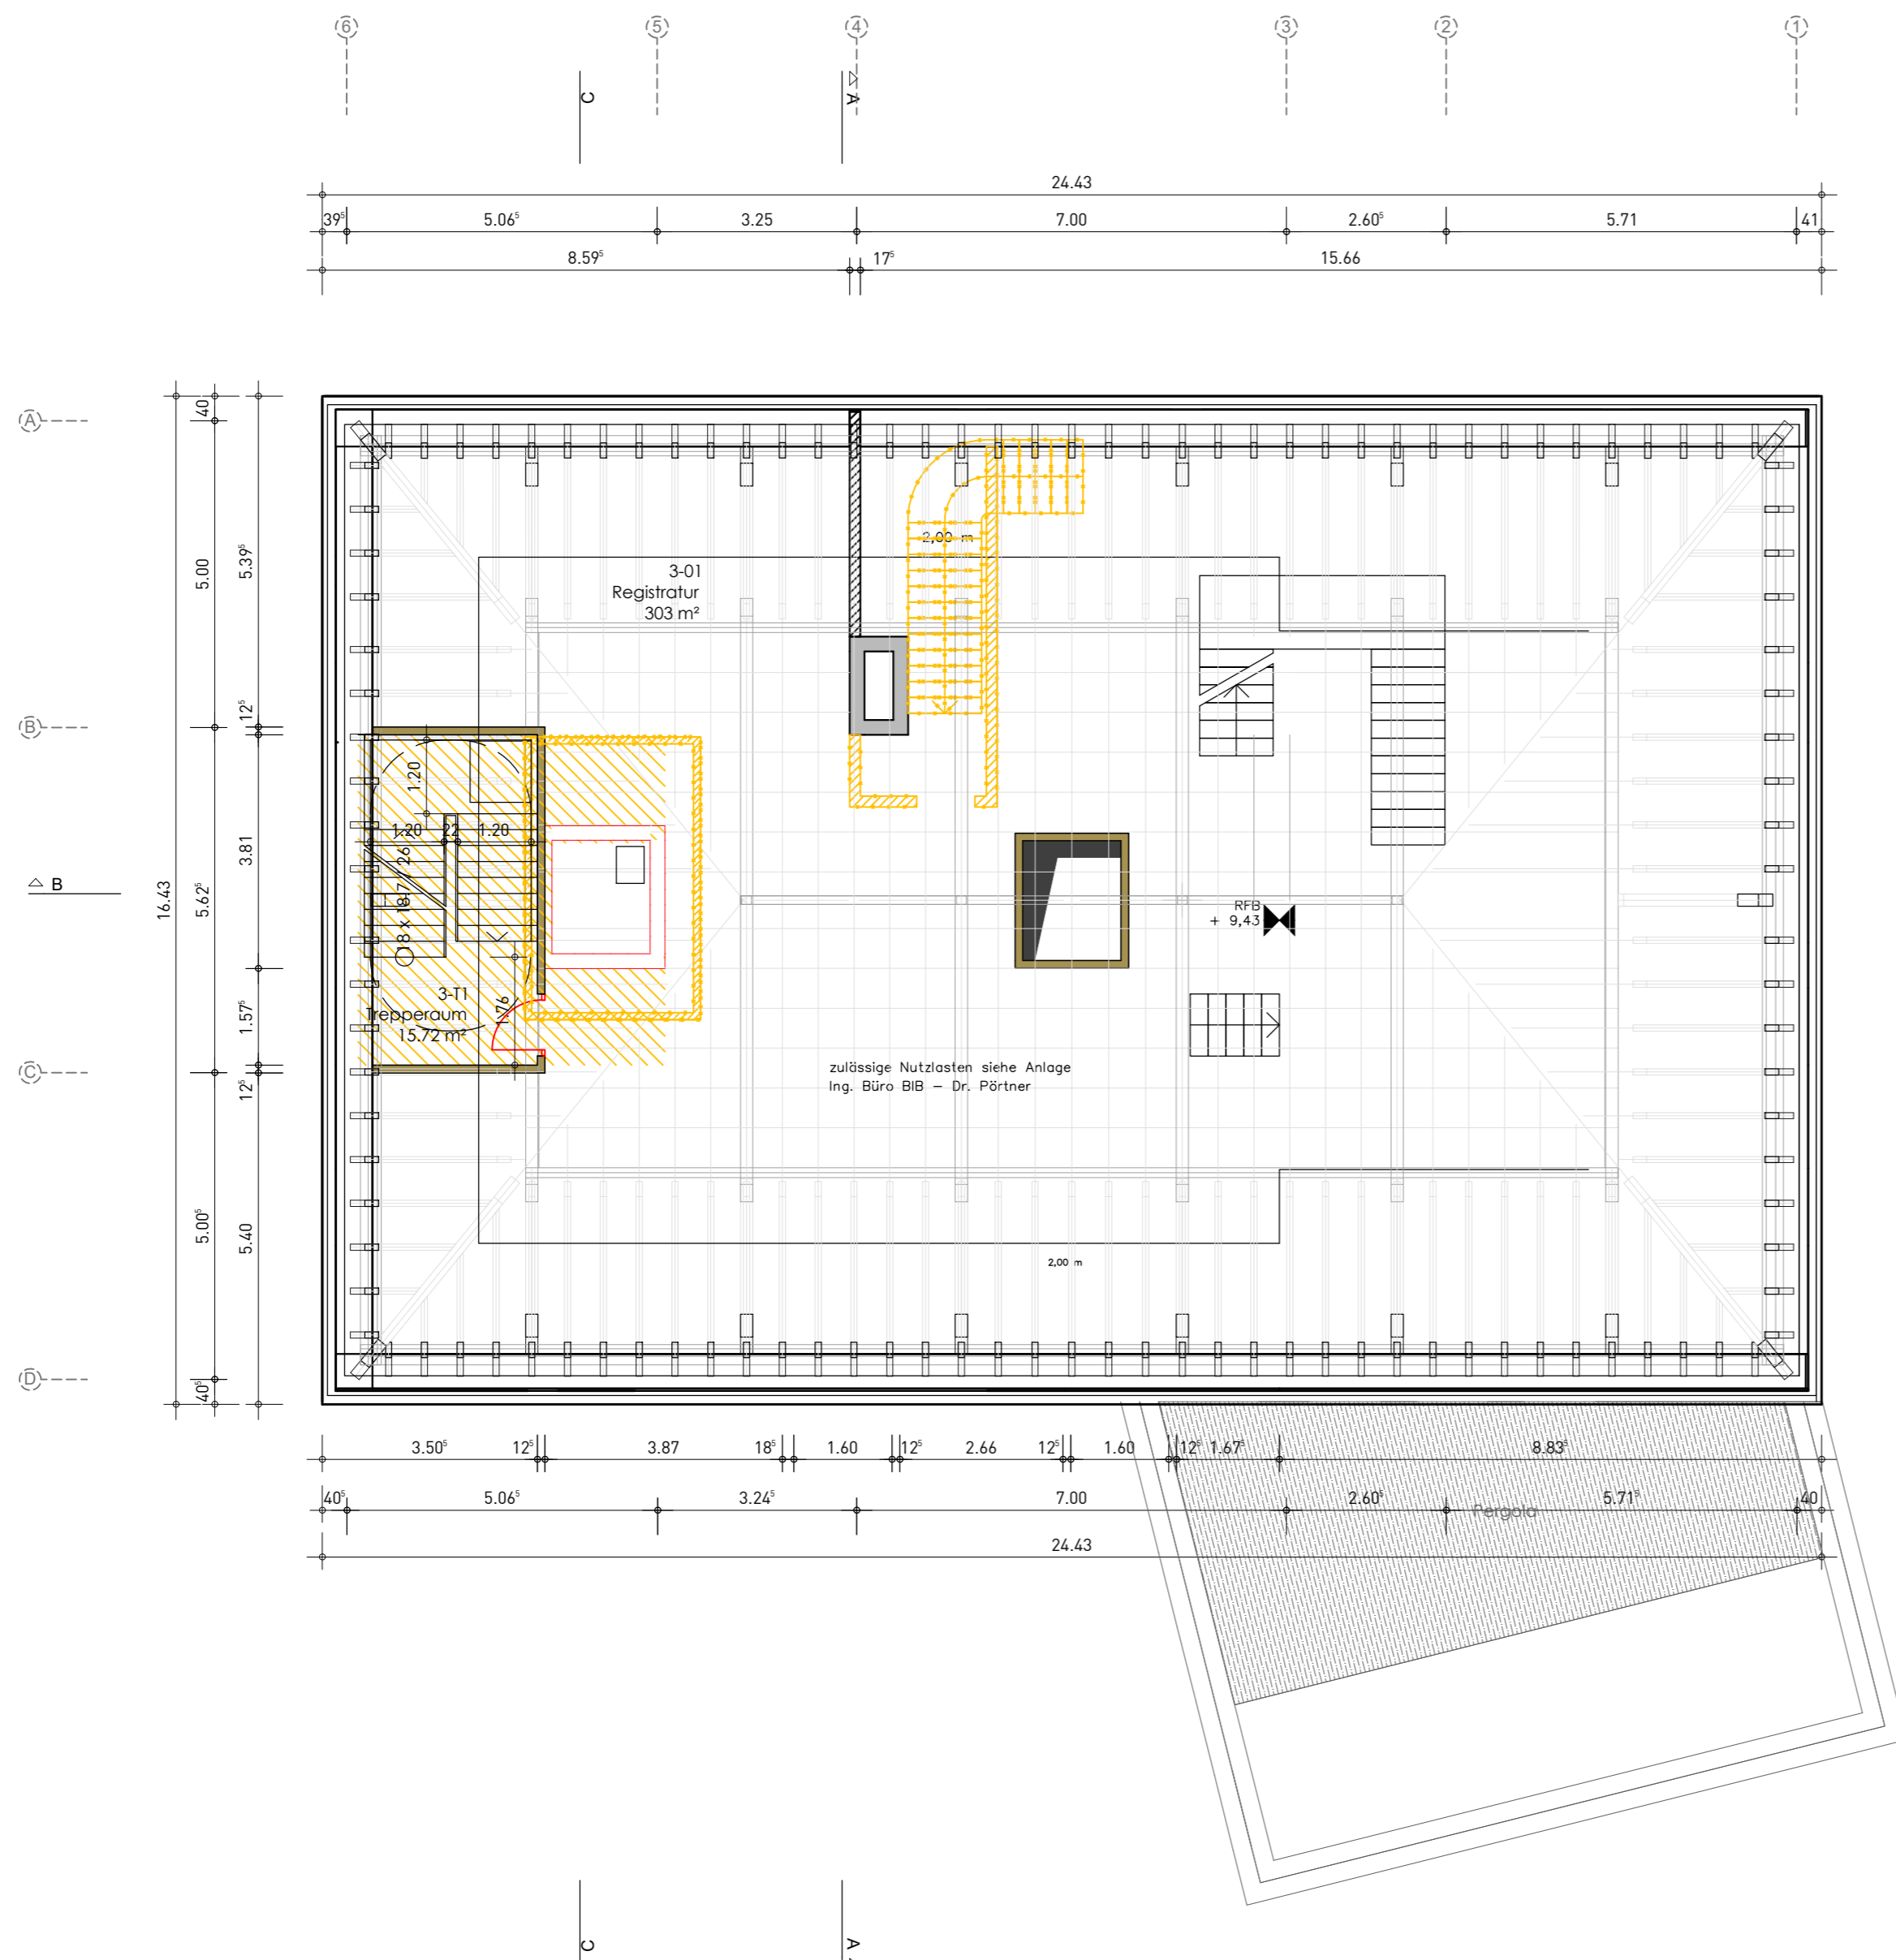 6 5 4 3 2 1
C A
24.43
39⁵ 5.06⁵ 3.25 7.00 2.60⁵ 5.71 41
8.59⁵ 17⁵ 15.66
A
B
C
D
B
16.43
40
5.00
5.62⁵
5.00⁵
40⁵
5.39⁵
12⁵
3.81
1.57⁵
12⁵
5.40
2,00 m
3-01
Registratur
303 m²
1.20
1.20 22 1.20
18 x 18.7 / 26
1.76
3-T1
Trepperaum
15.72 m²
RFB
+ 9,43
zulässige Nutzlasten siehe Anlage
Ing. Büro BIB – Dr. Pörtner
2,00 m
3.50⁵ 12⁵ 3.87 18⁵ 1.60 12⁵ 2.66 12⁵ 1.60 12⁵ 1.67⁵ 8.83⁵
40⁵ 5.06⁵ 3.24⁵ 7.00 2.60⁵ 5.71⁵ 40
Pergola
24.43
C A